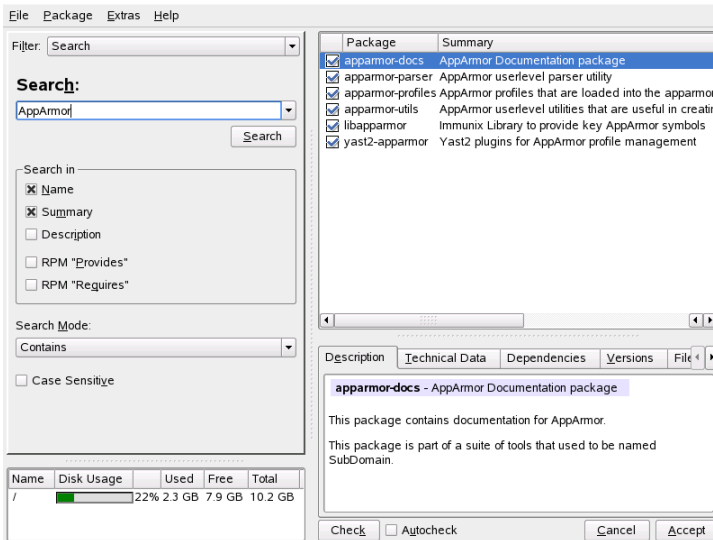 File Package Extras Help
Filter: Search
Search:
AppArmor
Search
Search in
Name
Summary
Description
RPM "Provides"
RPM "Requires"
Search Mode:
Contains
Case Sensitive
Name Disk Usage Used Free Total
/ 22% 2.3 GB 7.9 GB 10.2 GB
Package Summary
apparmor-docs AppArmor Documentation package
apparmor-parser AppArmor userlevel parser utility
apparmor-profiles AppArmor profiles that are loaded into the apparmor
apparmor-utils AppArmor userlevel utilities that are useful in creatin
libapparmor Immunix Library to provide key AppArmor symbols
yast2-apparmor Yast2 plugins for AppArmor profile management
Description Technical Data Dependencies Versions File
apparmor-docs - AppArmor Documentation package
This package contains documentation for AppArmor.
This package is part of a suite of tools that used to be named
SubDomain.
Check Autocheck Cancel Accept